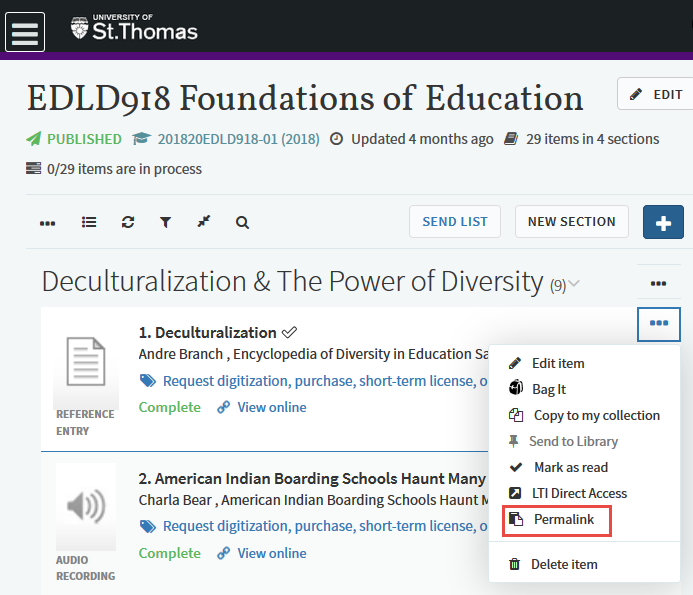 UNIVERSITY OF
St.Thomas
EDLD918 Foundations of Education
EDIT
PUBLISHED 201820EDLD918-01 (2018) Updated 4 months ago 29 items in 4 sections
0/29 items are in process
SEND LIST NEW SECTION
Deculturalization & The Power of Diversity (9)
1. Deculturalization
Andre Branch , Encyclopedia of Diversity in Education Sa
Request digitization, purchase, short-term license, o
Complete View online
REFERENCE
ENTRY
2. American Indian Boarding Schools Haunt Many
Charla Bear , American Indian Boarding Schools Haunt M
Request digitization, purchase, short-term license, o
Complete View online
AUDIO
RECORDING
Edit item
Bag It
Copy to my collection
Send to Library
Mark as read
LTI Direct Access
Permalink
Delete item